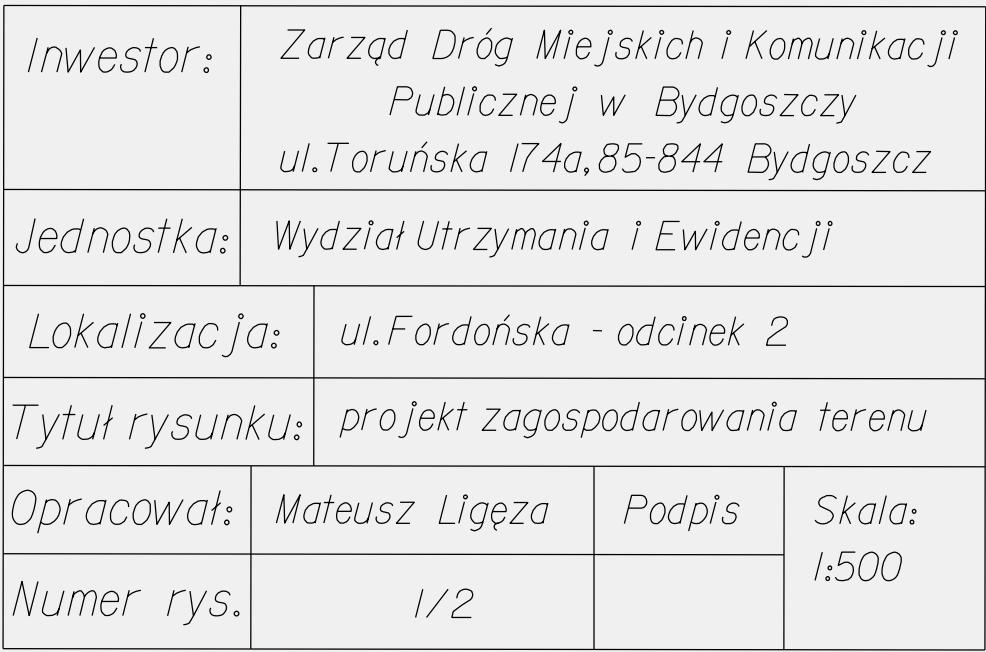 Inwestor: Zarząd Dróg Miejskich i Komunikacji
Publicznej w Bydgoszczy
ul.Toruńska 174a,85-844 Bydgoszcz
Jednostka: Wydział Utrzymania i Ewidencji
Lokalizacja: ul.Fordońska - odcinek 2
Tytuł rysunku: projekt zagospodarowania terenu
Opracował: Mateusz Ligęza Podpis Skala:
1:500
Numer rys. 1/2